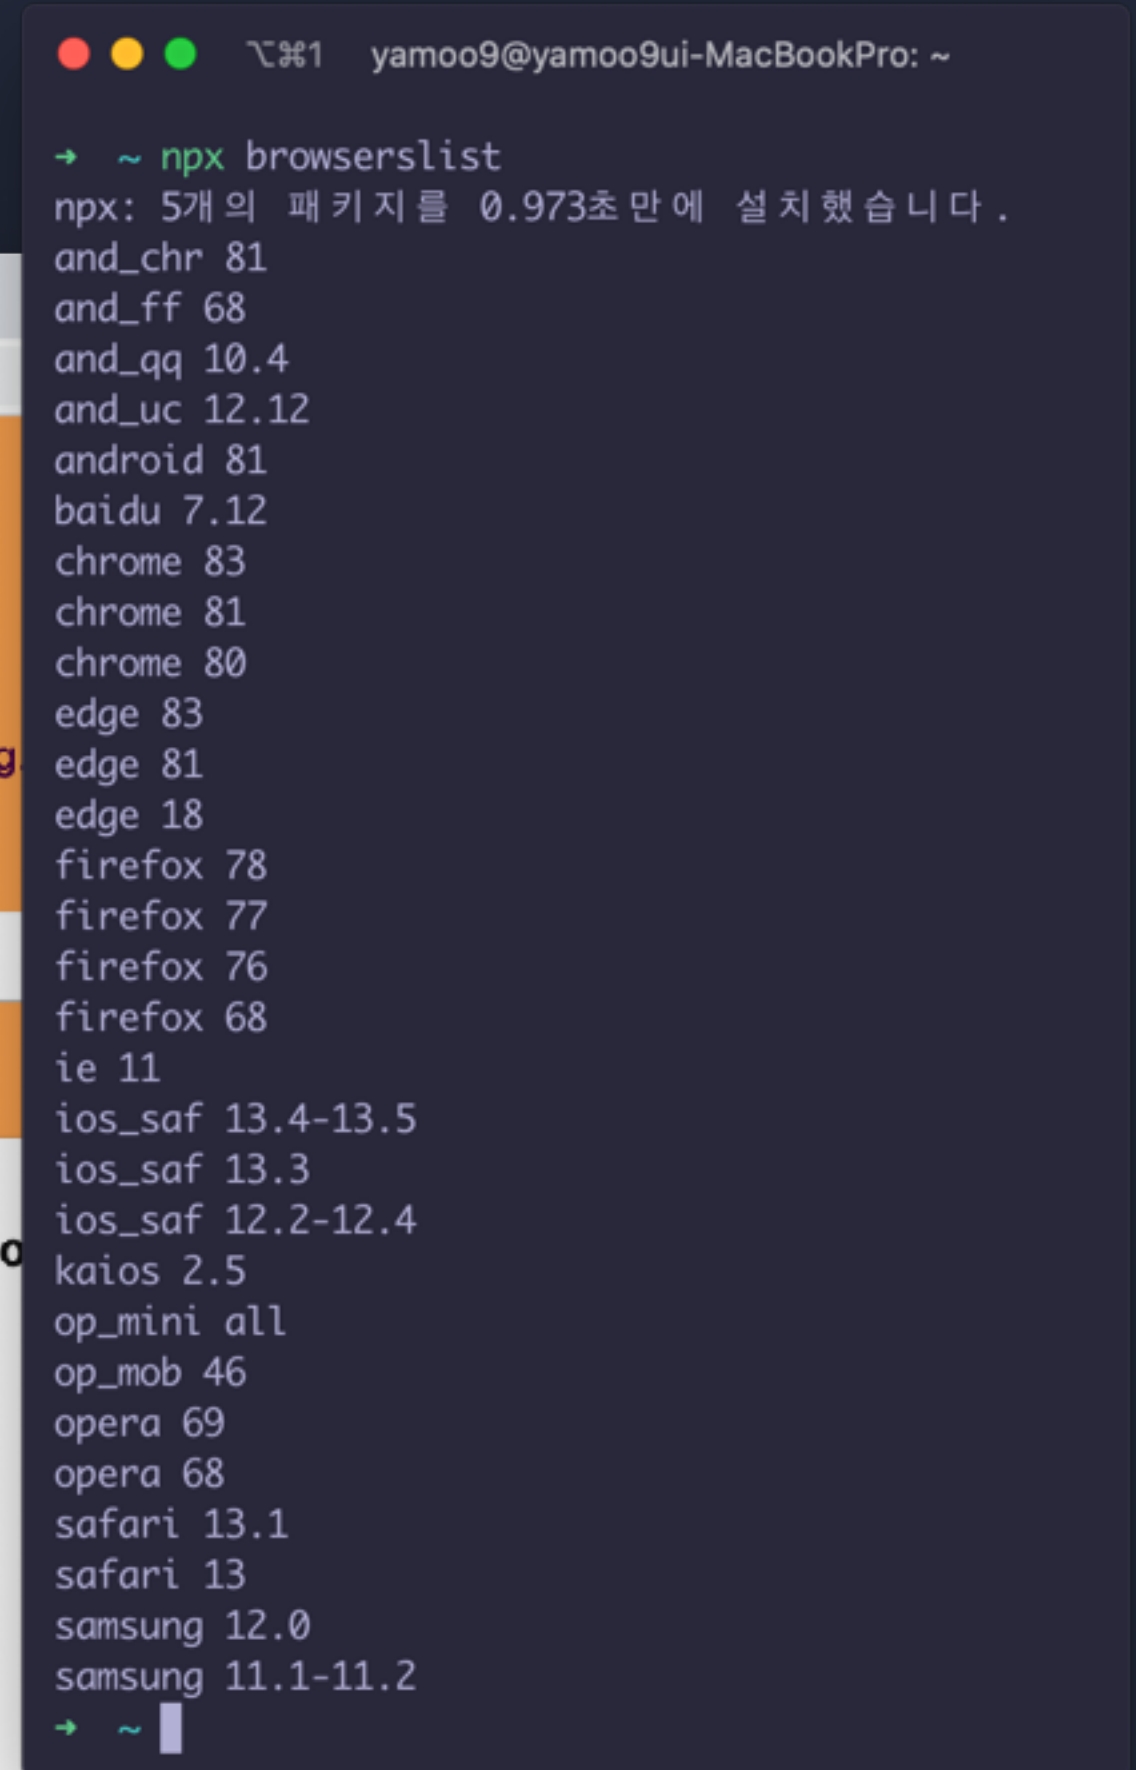 ⌥⌘1 yamoo9@yamoo9ui-MacBookPro: ~
➜ ~ npx browserslist
npx: 5개의 패키지를 0.973초만에 설치했습니다.
and_chr 81
and_ff 68
and_qq 10.4
and_uc 12.12
android 81
baidu 7.12
chrome 83
chrome 81
chrome 80
edge 83
edge 81
edge 18
firefox 78
firefox 77
firefox 76
firefox 68
ie 11
ios_saf 13.4-13.5
ios_saf 13.3
ios_saf 12.2-12.4
kaios 2.5
op_mini all
op_mob 46
opera 69
opera 68
safari 13.1
safari 13
samsung 12.0
samsung 11.1-11.2
➜ ~